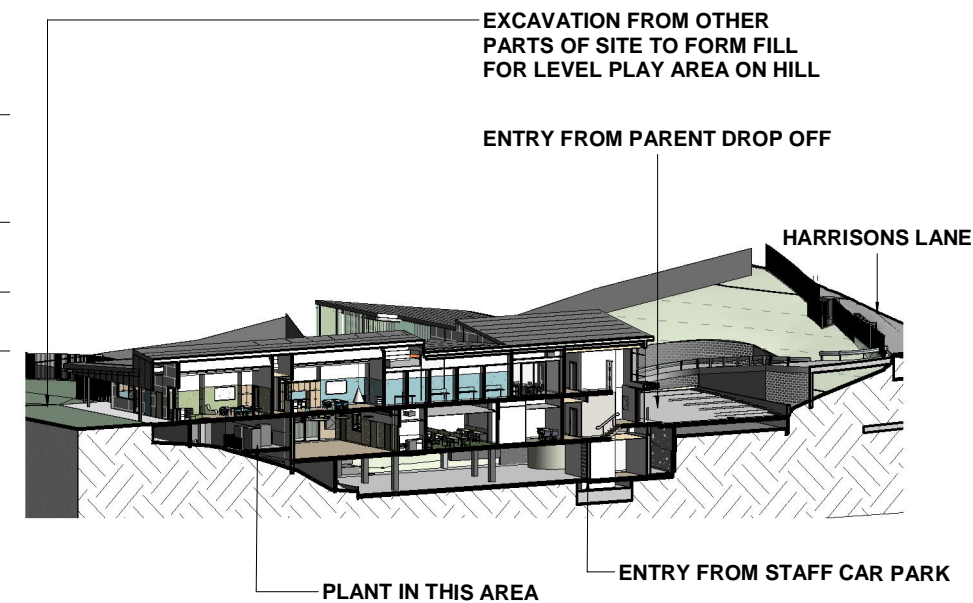 EXCAVATION FROM OTHER
PARTS OF SITE TO FORM FILL
FOR LEVEL PLAY AREA ON HILL
ENTRY FROM PARENT DROP OFF
HARRISONS LANE
ENTRY FROM STAFF CAR PARK
PLANT IN THIS AREA